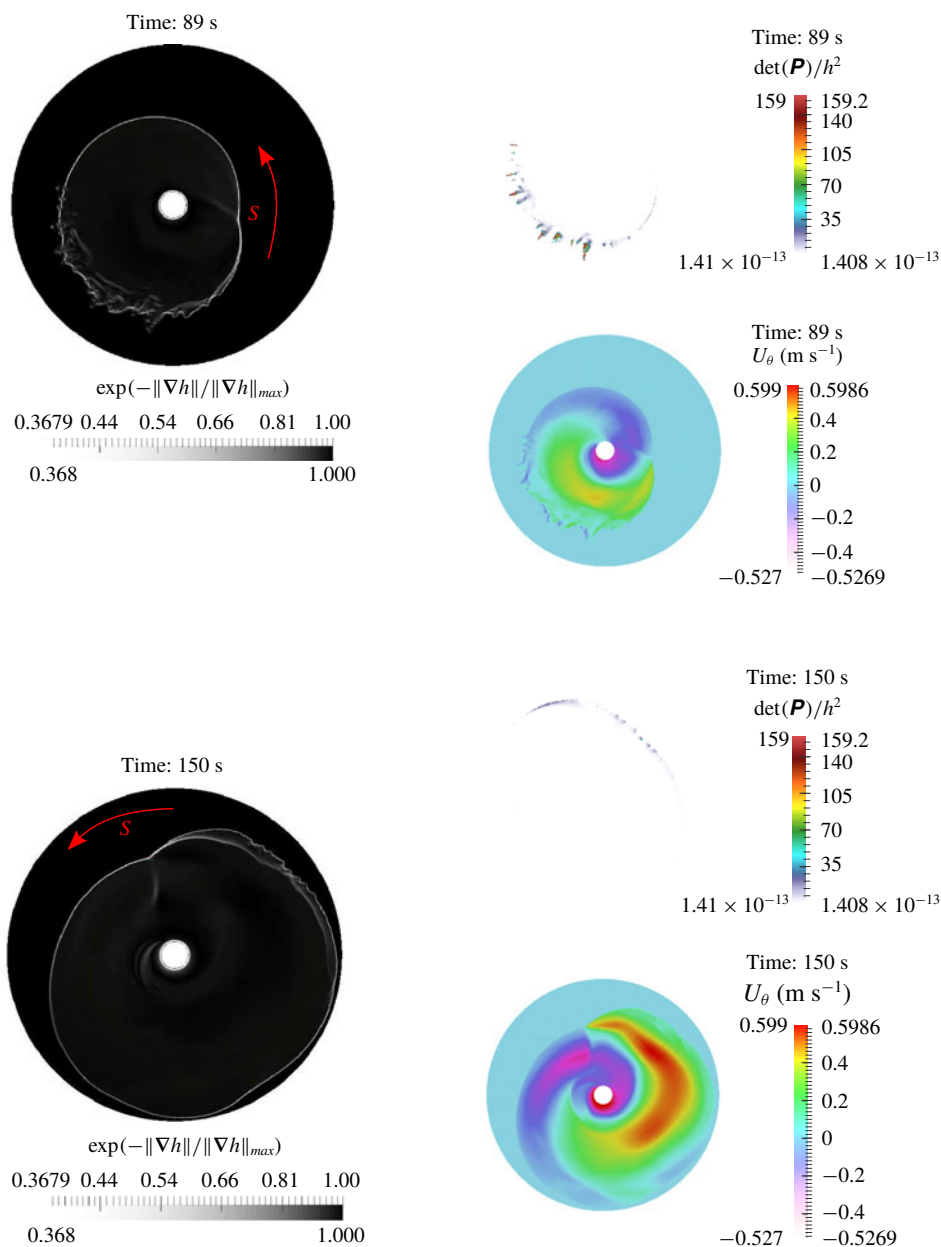 Time: 89 s
S
exp(−‖∇h‖/‖∇h‖max)
0.3679 0.44 0.54 0.66 0.81 1.00
0.368 1.000
Time: 89 s
det(P)/h²
159 159.2
140
105
70
35
1.41 × 10⁻¹³ 1.408 × 10⁻¹³
Time: 89 s
Uθ (m s⁻¹)
0.599 0.5986
0.4
0.2
0
−0.2
−0.4
−0.527 −0.5269
Time: 150 s
S
exp(−‖∇h‖/‖∇h‖max)
0.3679 0.44 0.54 0.66 0.81 1.00
0.368 1.000
Time: 150 s
det(P)/h²
159 159.2
140
105
70
35
1.41 × 10⁻¹³ 1.408 × 10⁻¹³
Time: 150 s
Uθ (m s⁻¹)
0.599 0.5986
0.4
0.2
0
−0.2
−0.4
−0.527 −0.5269